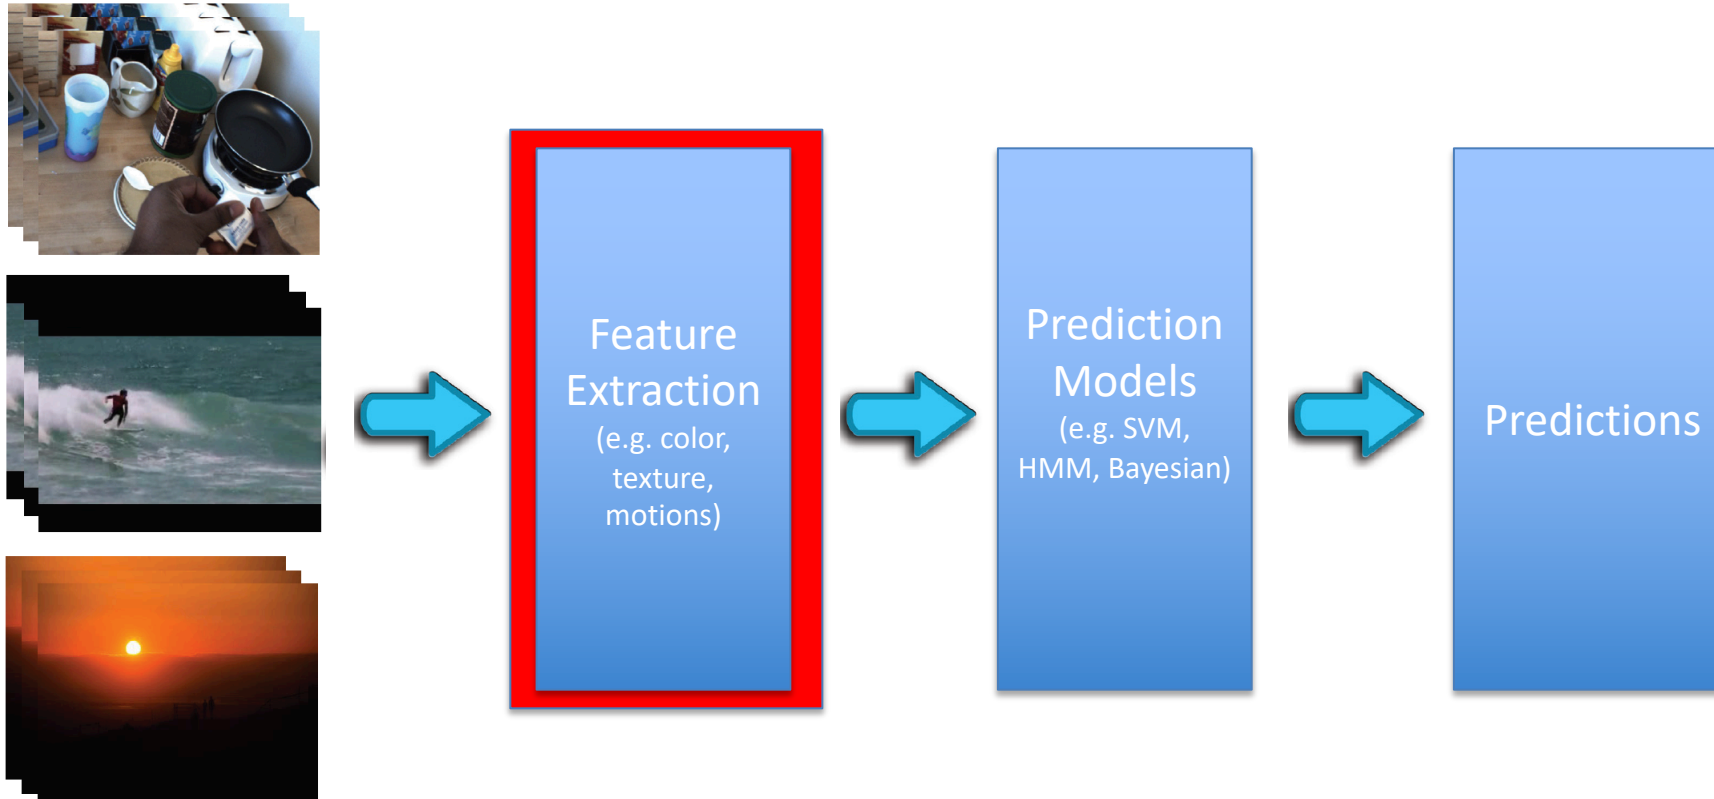 Feature
Extraction
(e.g. color,
texture,
motions)
Prediction
Models
(e.g. SVM,
HMM, Bayesian)
Predictions